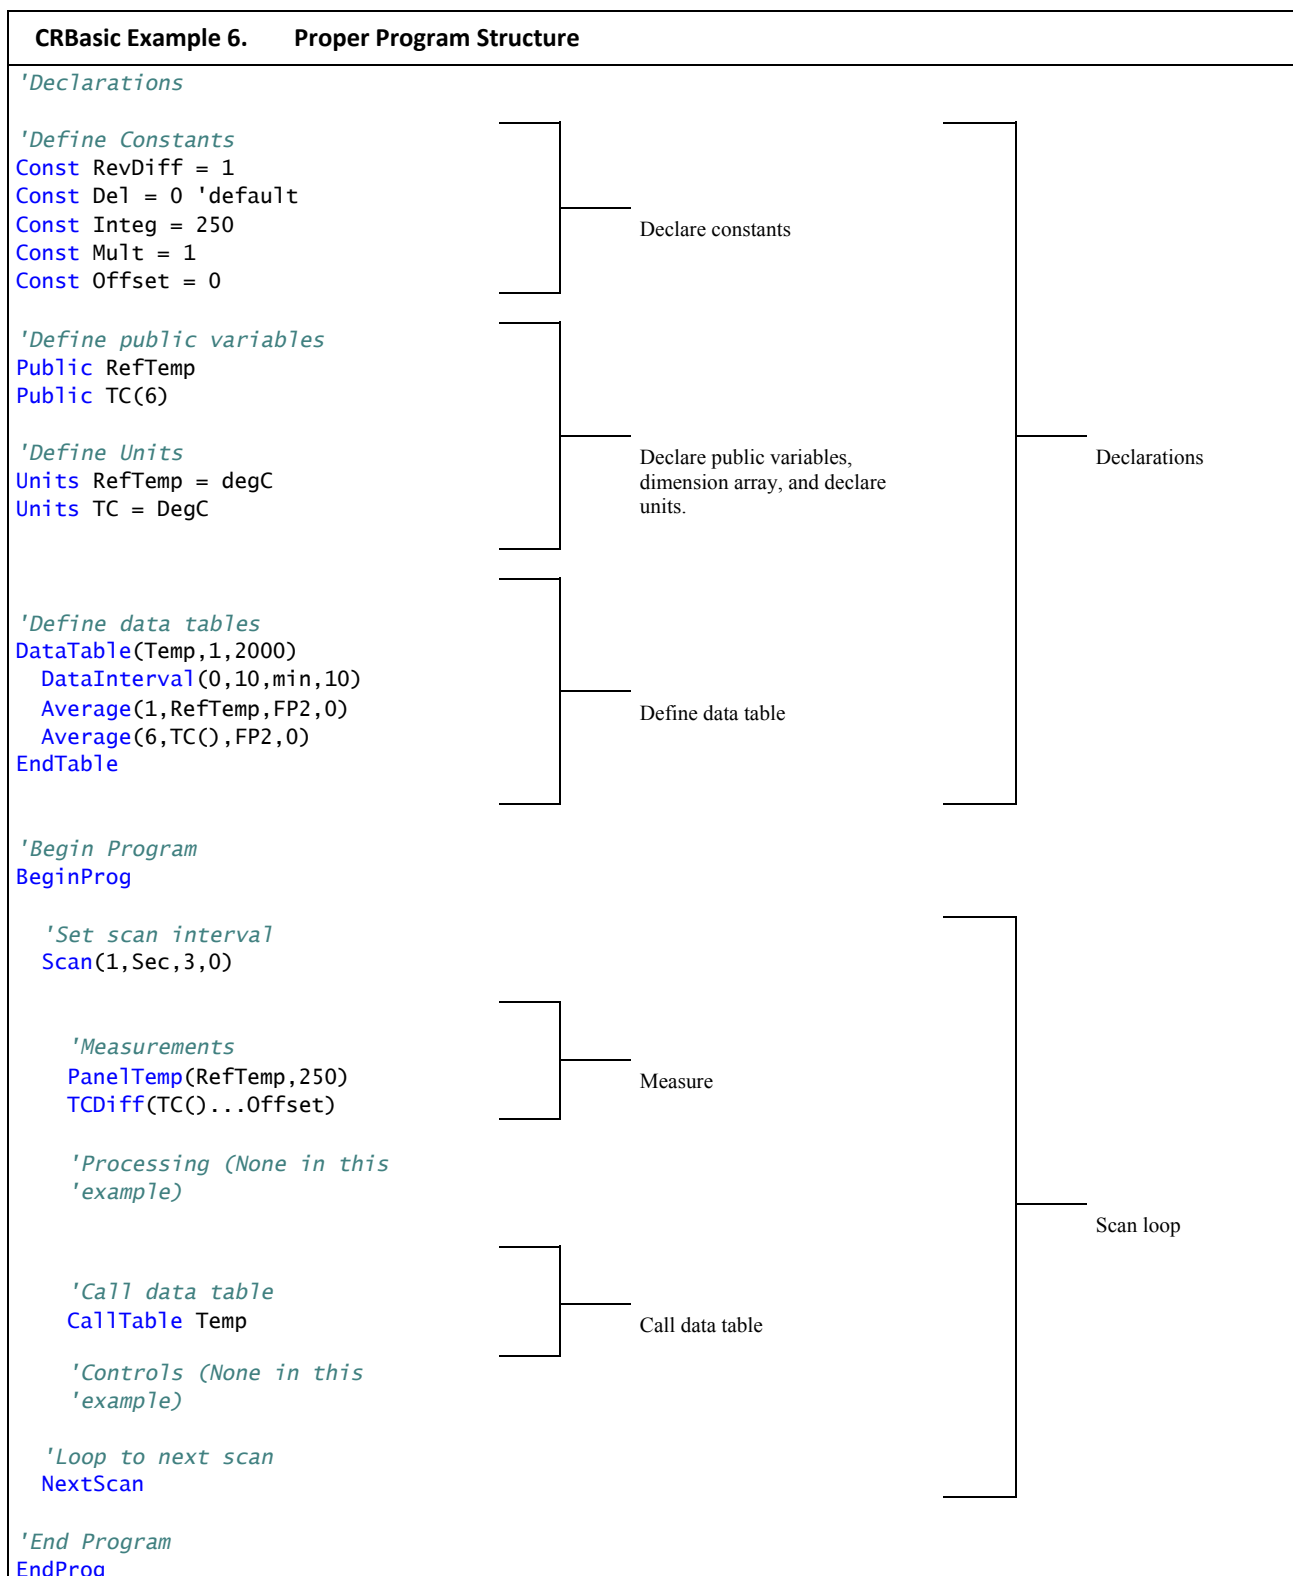 CRBasic Example 6. Proper Program Structure
'Declarations
'Define Constants
Const RevDiff = 1
Const Del = 0 'default
Const Integ = 250
Const Mult = 1
Const Offset = 0
Declare constants
'Define public variables
Public RefTemp
Public TC(6)
'Define Units
Units RefTemp = degC
Units TC = DegC
Declare public variables,
dimension array, and declare
units.
Declarations
'Define data tables
DataTable(Temp,1,2000)
DataInterval(0,10,min,10)
Average(1,RefTemp,FP2,0)
Average(6,TC(),FP2,0)
EndTable
Define data table
'Begin Program
BeginProg
'Set scan interval
Scan(1,Sec,3,0)
'Measurements
PanelTemp(RefTemp,250)
TCDiff(TC()...Offset)
Measure
'Processing (None in this
'example)
Scan loop
'Call data table
CallTable Temp
Call data table
'Controls (None in this
'example)
'Loop to next scan
NextScan
'End Program
EndProg